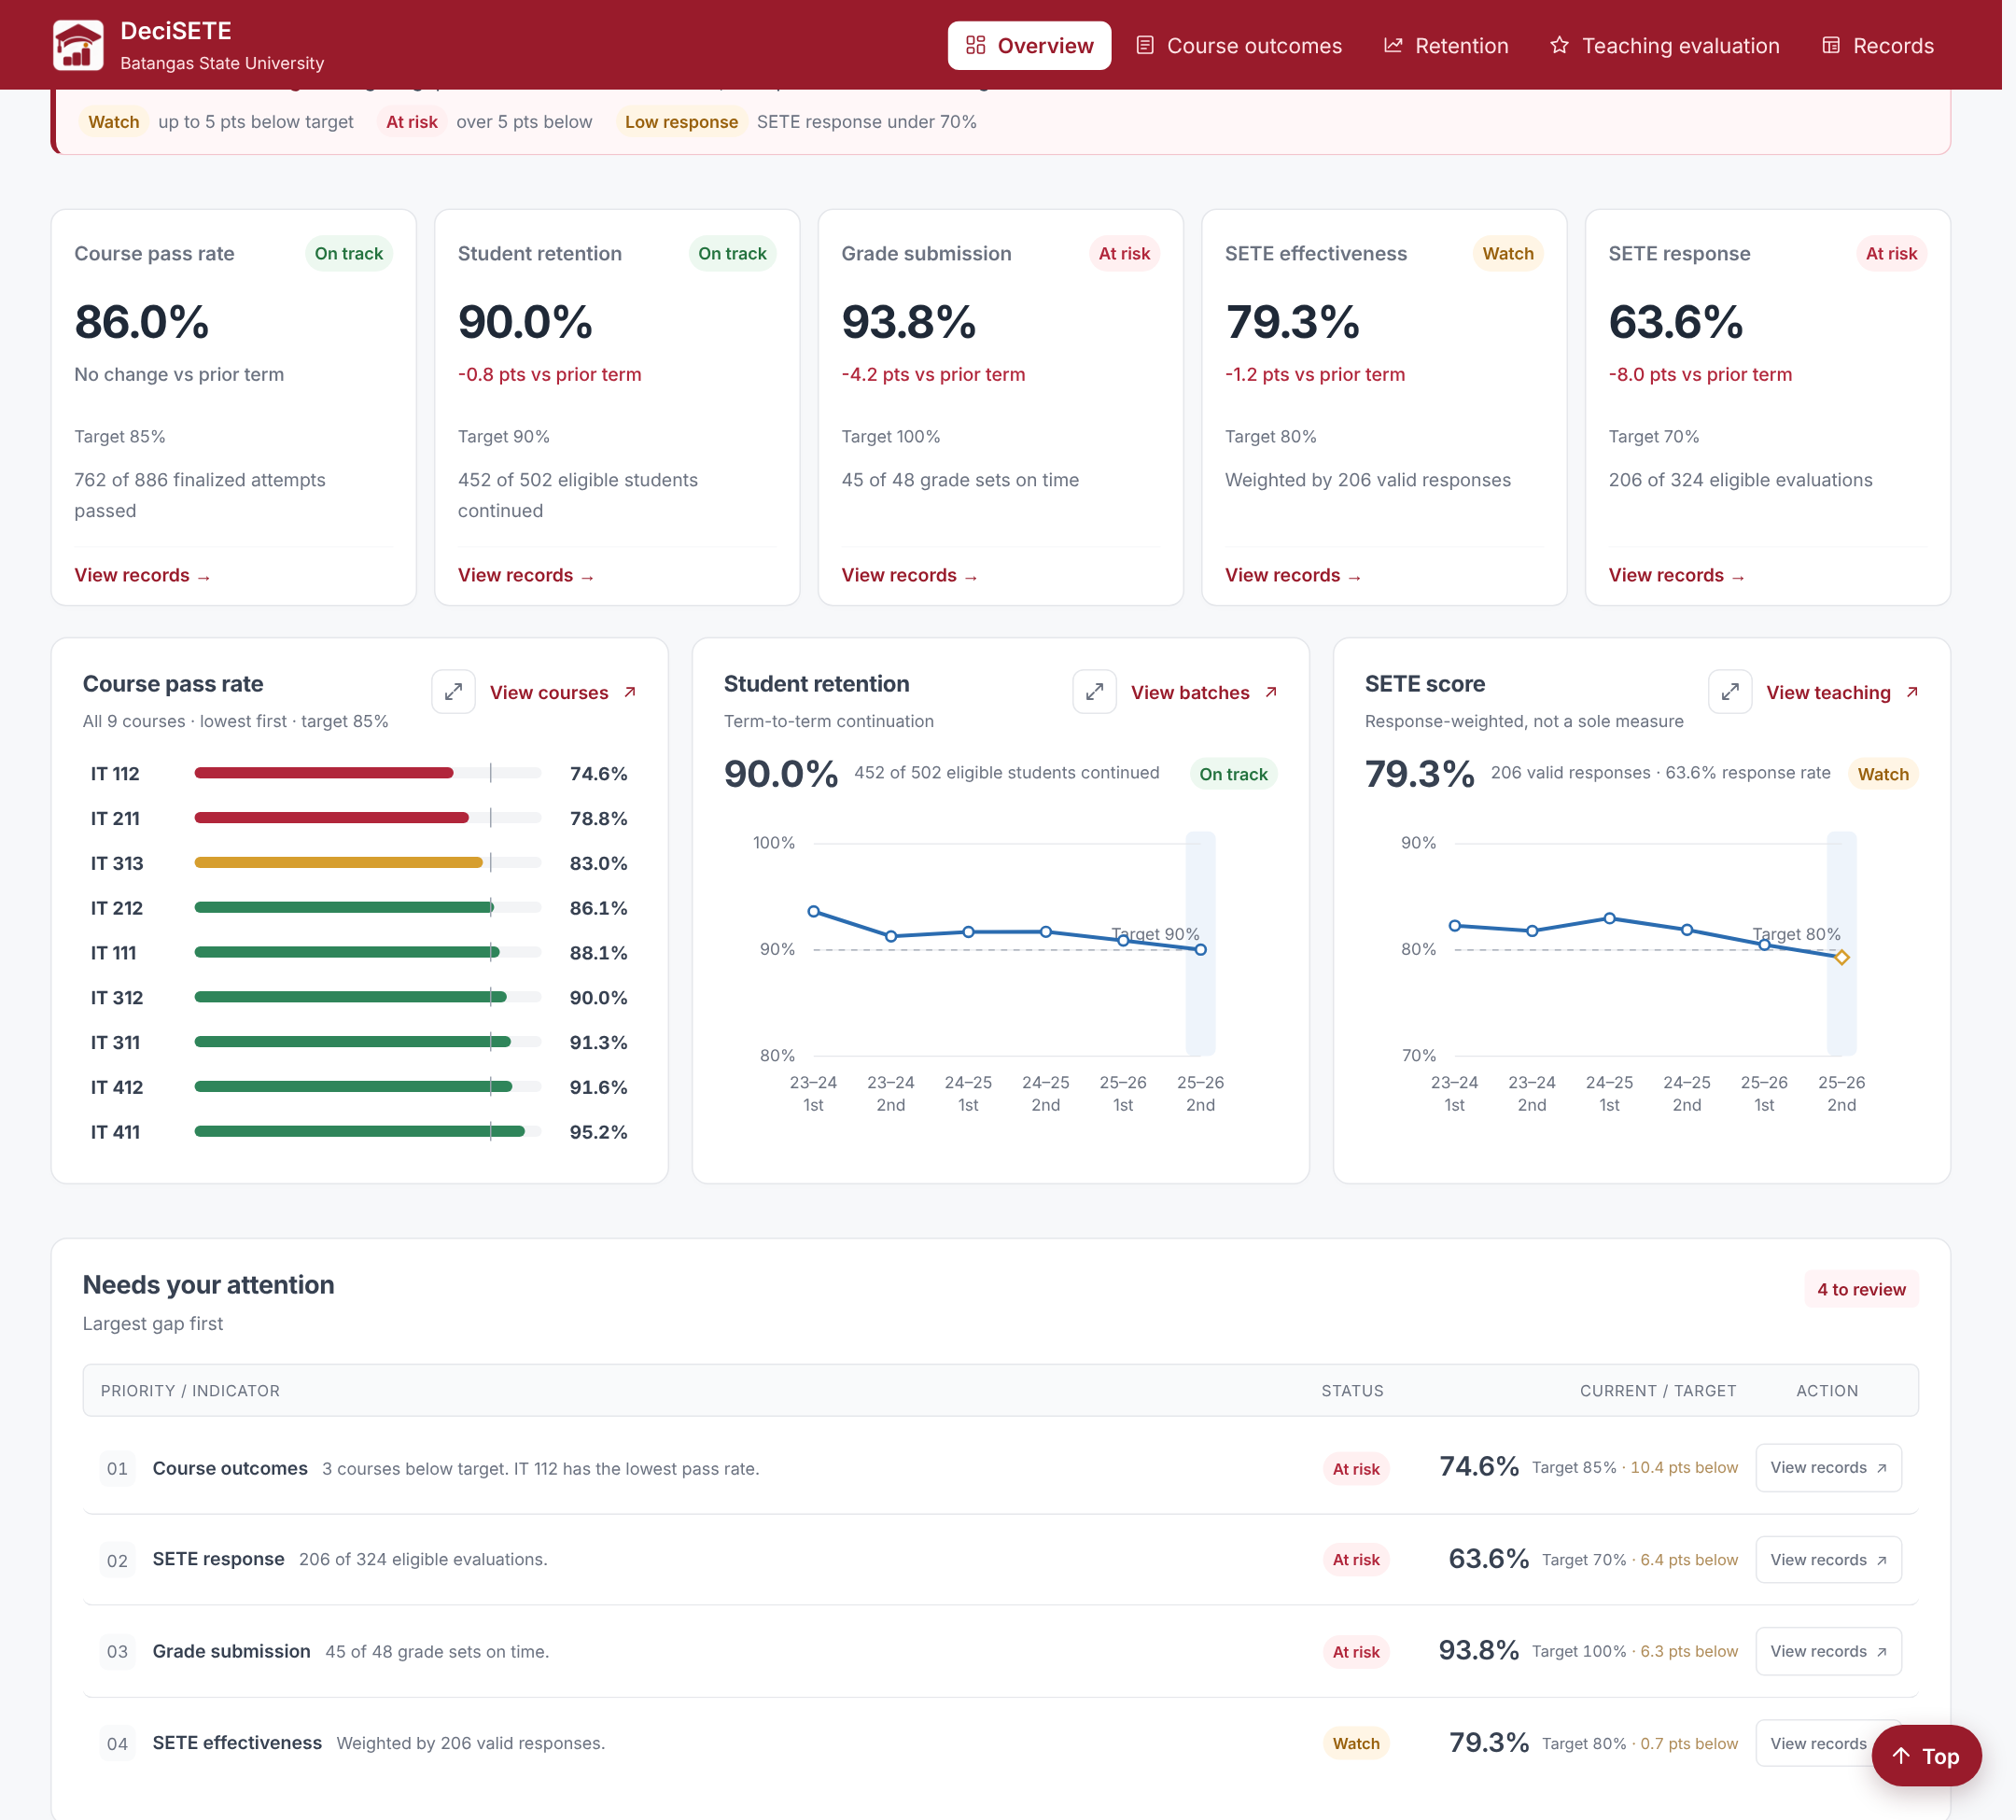 DeciSETE
Batangas State University
Overview
Course outcomes
Retention
Teaching evaluation
Records
Watch up to 5 pts below target At risk over 5 pts below Low response SETE response under 70%
Course pass rate On track
86.0%
No change vs prior term
Target 85%
762 of 886 finalized attempts
passed
View records →
Student retention On track
90.0%
-0.8 pts vs prior term
Target 90%
452 of 502 eligible students
continued
View records →
Grade submission At risk
93.8%
-4.2 pts vs prior term
Target 100%
45 of 48 grade sets on time
View records →
SETE effectiveness Watch
79.3%
-1.2 pts vs prior term
Target 80%
Weighted by 206 valid responses
View records →
SETE response At risk
63.6%
-8.0 pts vs prior term
Target 70%
206 of 324 eligible evaluations
View records →
Course pass rate
View courses ↗
All 9 courses · lowest first · target 85%
IT 112 74.6%
IT 211 78.8%
IT 313 83.0%
IT 212 86.1%
IT 111 88.1%
IT 312 90.0%
IT 311 91.3%
IT 412 91.6%
IT 411 95.2%
Student retention
View batches ↗
Term-to-term continuation
90.0% 452 of 502 eligible students continued On track
100%
Target 90%
90%
80%
23–24 23–24 24–25 24–25 25–26 25–26
1st 2nd 1st 2nd 1st 2nd
SETE score
View teaching ↗
Response-weighted, not a sole measure
79.3% 206 valid responses · 63.6% response rate Watch
90%
Target 80%
80%
70%
23–24 23–24 24–25 24–25 25–26 25–26
1st 2nd 1st 2nd 1st 2nd
Needs your attention
4 to review
Largest gap first
PRIORITY / INDICATOR STATUS CURRENT / TARGET ACTION
01 Course outcomes 3 courses below target. IT 112 has the lowest pass rate. At risk 74.6% Target 85% · 10.4 pts below View records ↗
02 SETE response 206 of 324 eligible evaluations. At risk 63.6% Target 70% · 6.4 pts below View records ↗
03 Grade submission 45 of 48 grade sets on time. At risk 93.8% Target 100% · 6.3 pts below View records ↗
04 SETE effectiveness Weighted by 206 valid responses. Watch 79.3% Target 80% · 0.7 pts below View records
↑ Top